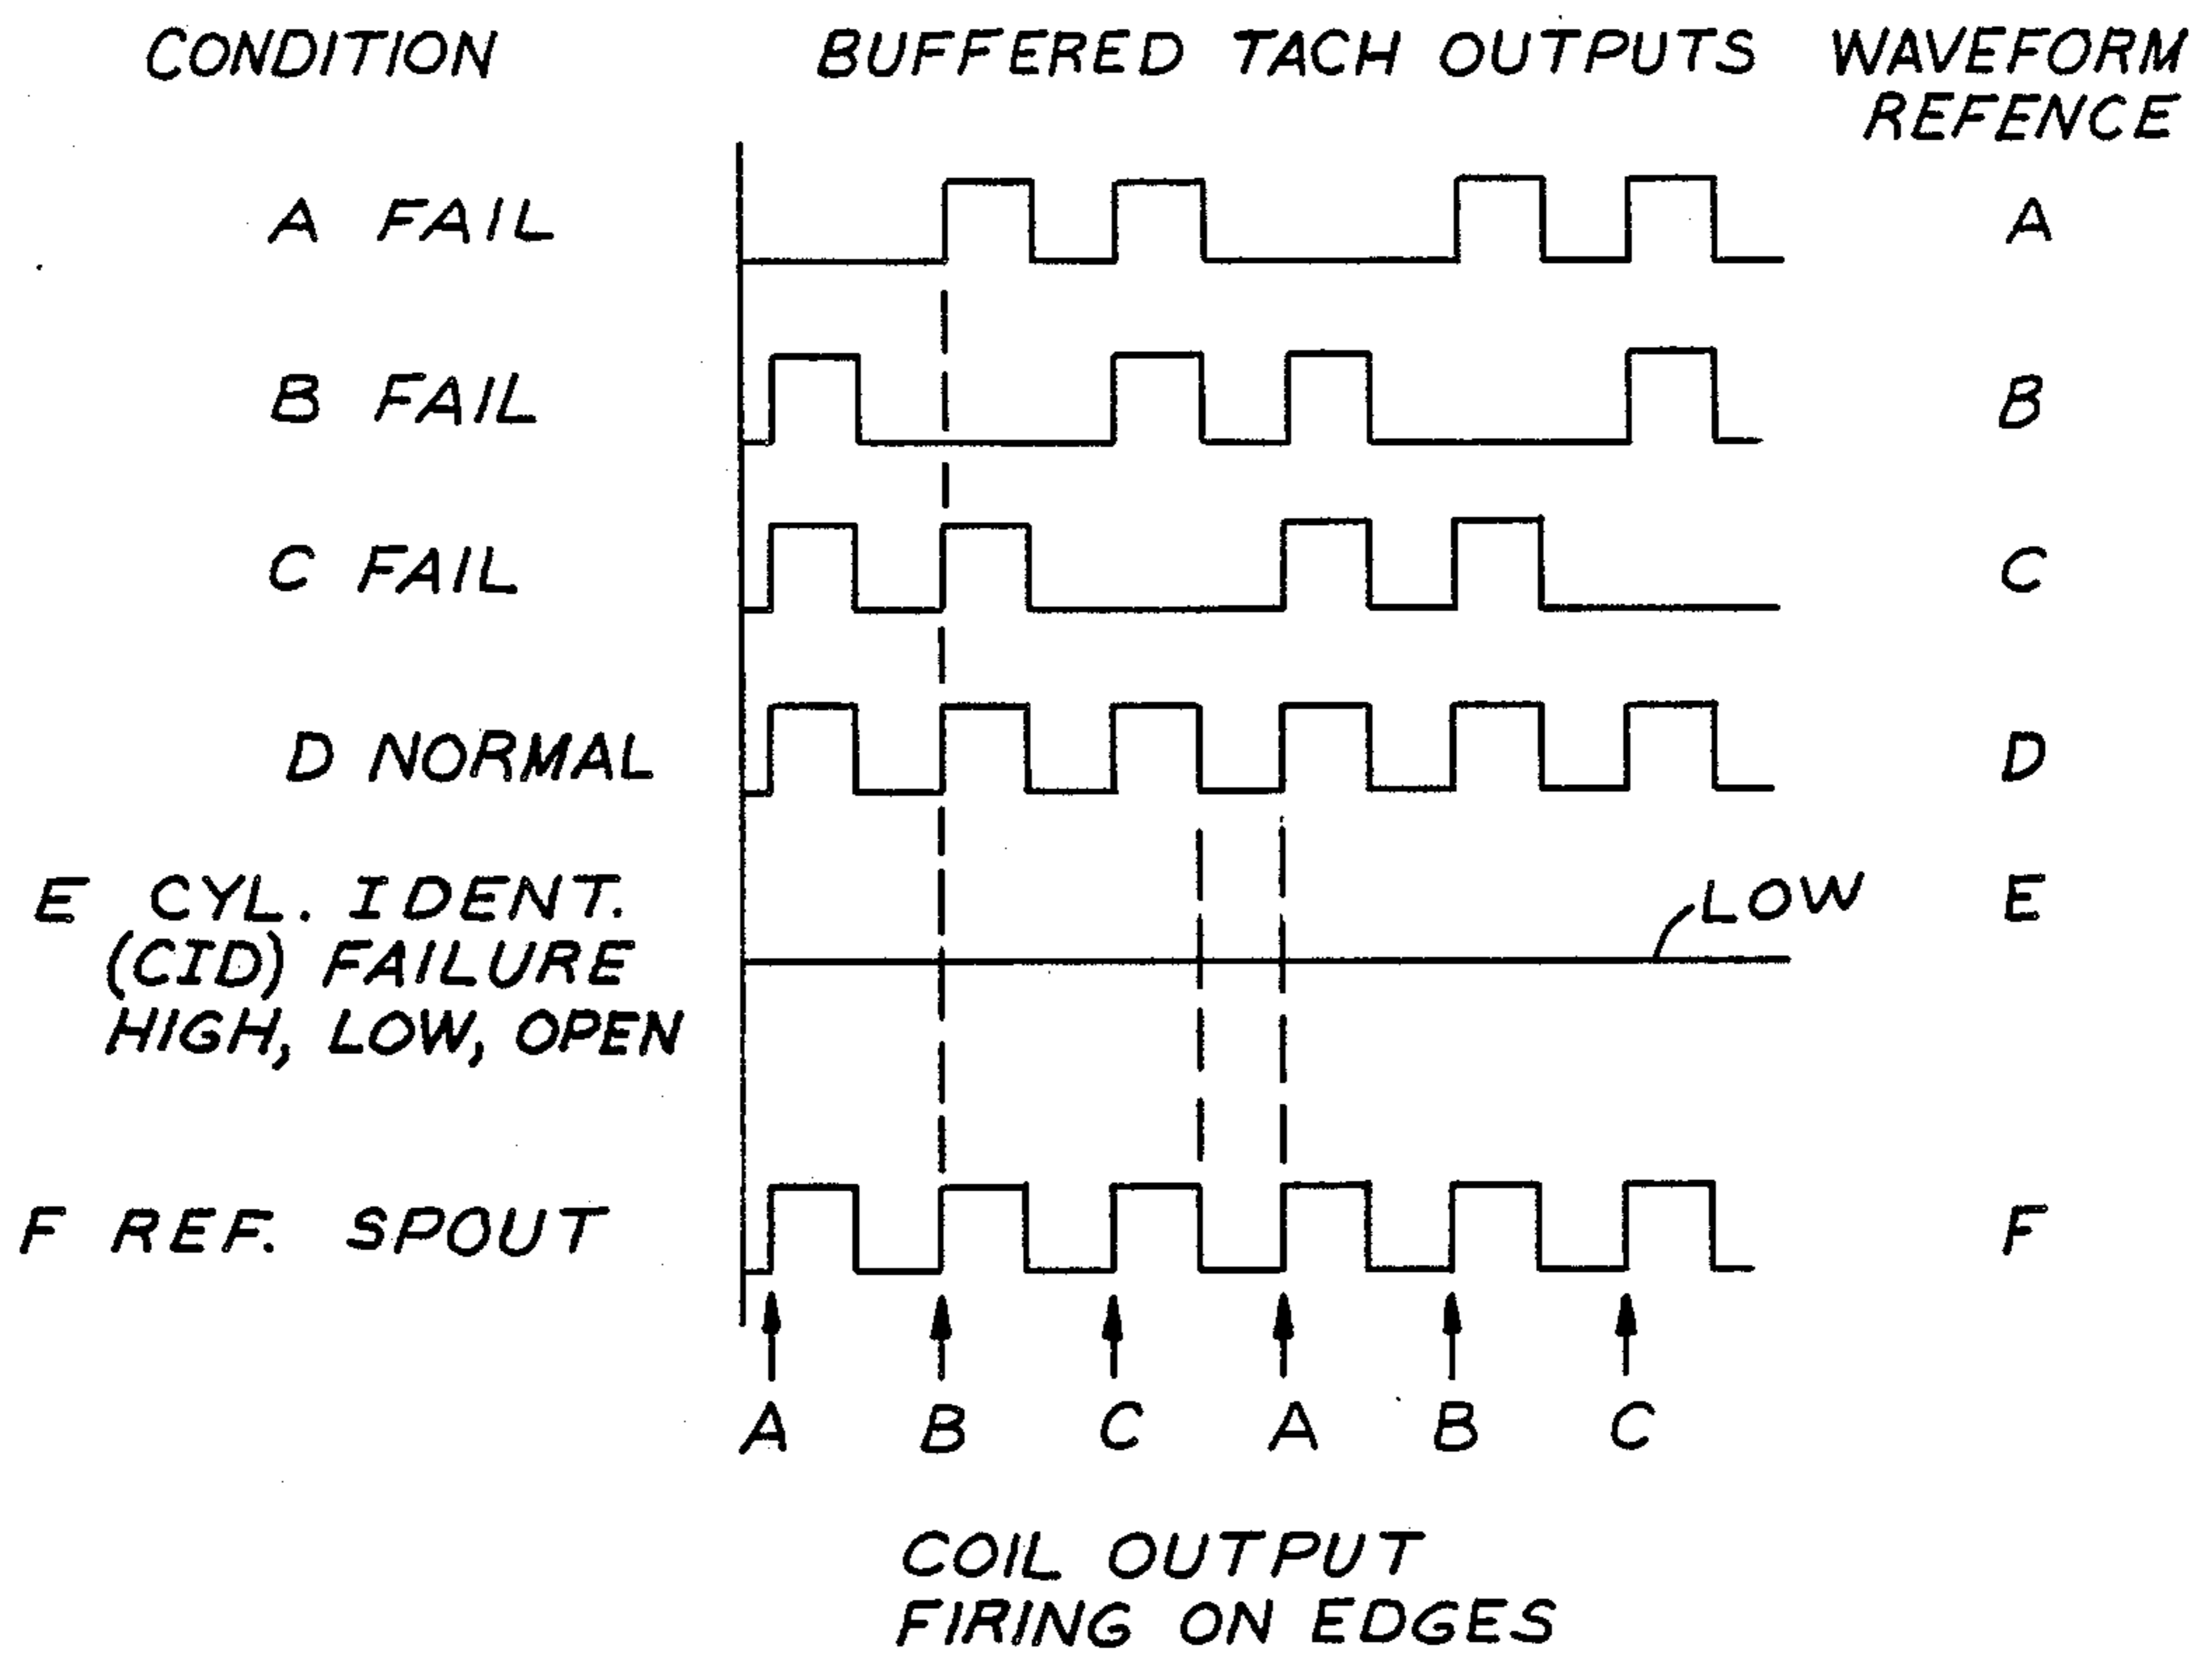 CONDITION
BUFFERED TACH OUTPUTS
WAVEFORM
REFENCE
A FAIL
A
B FAIL
B
C FAIL
C
D NORMAL
D
E CYL. IDENT.
(CID) FAILURE
HIGH, LOW, OPEN
LOW
E
F REF. SPOUT
F
A B C A B C
COIL OUTPUT
FIRING ON EDGES